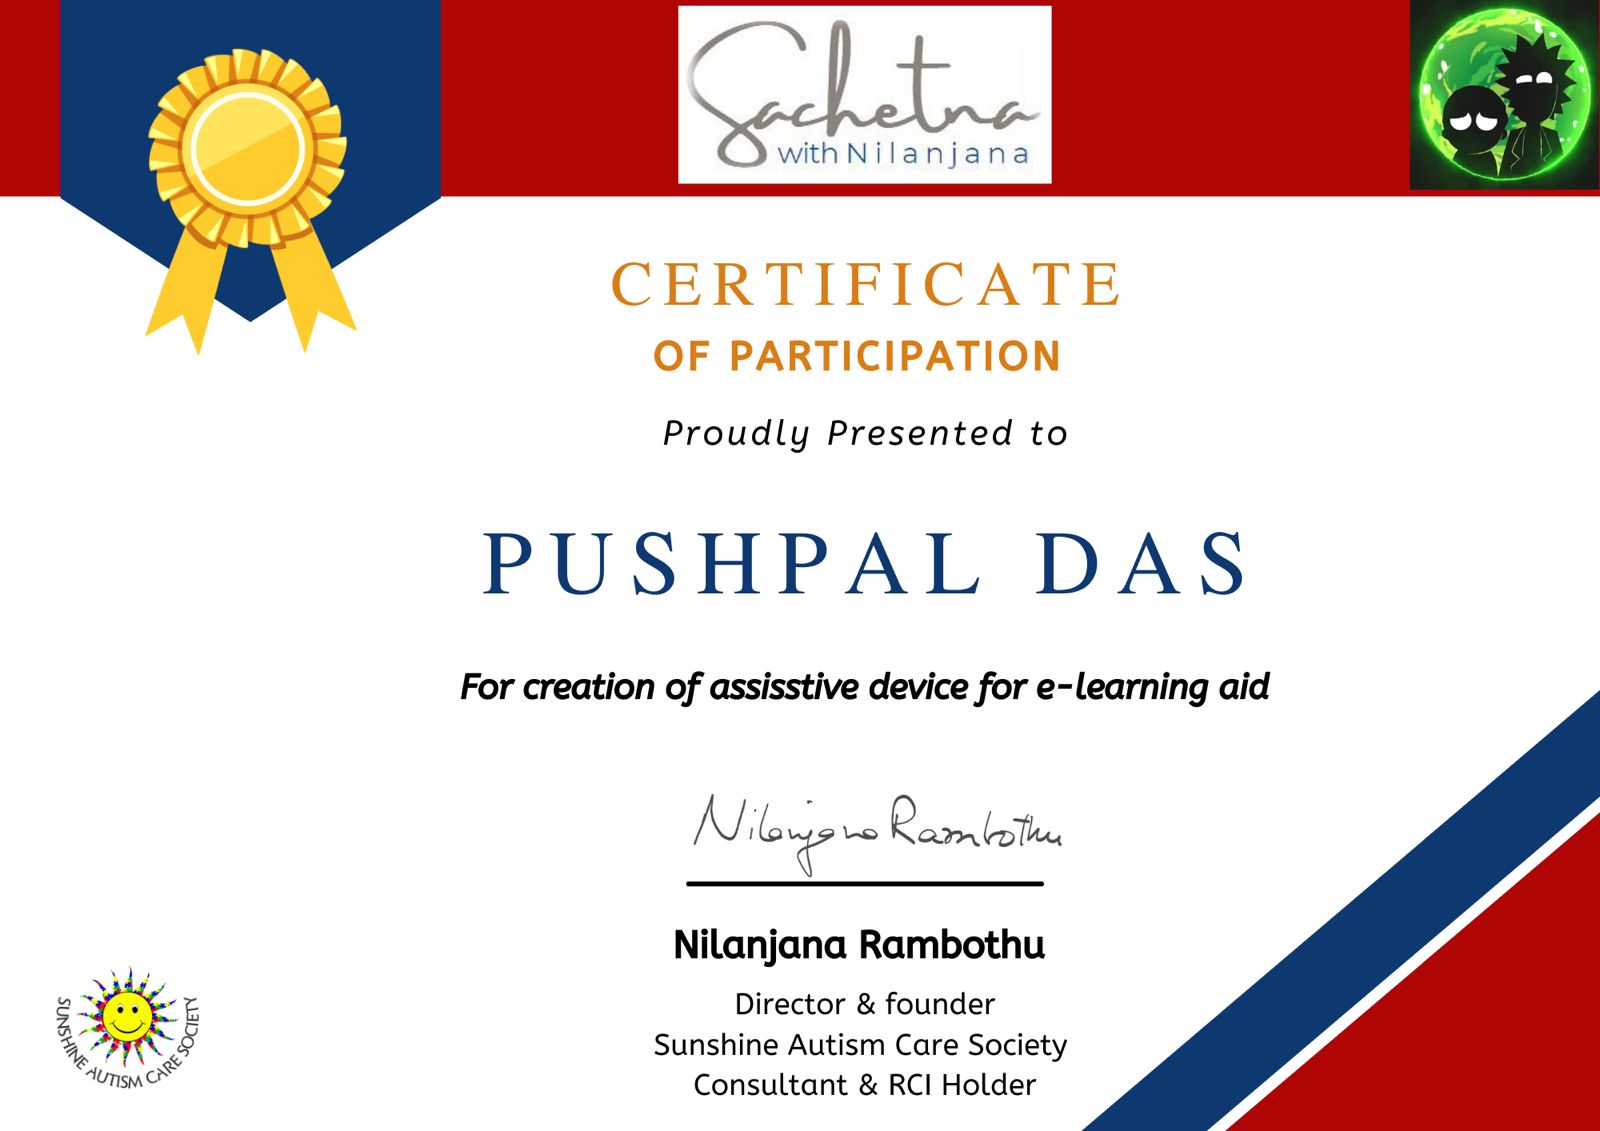 Sachetna
with Nilanjana
CERTIFICATE
OF PARTICIPATION
Proudly Presented to
PUSHPAL DAS
For creation of assisstive device for e-learning aid
Nilanjana Rambothu
Nilanjana Rambothu
Director & founder
Sunshine Autism Care Society
Consultant & RCI Holder
SUNSHINE AUTISM CARE SOCIETY